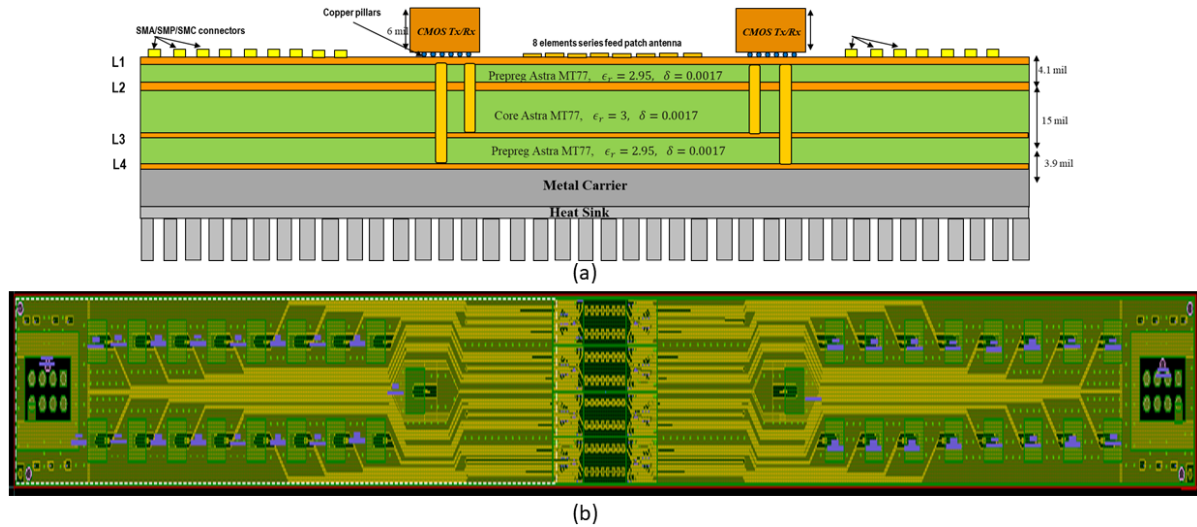 SMA/SMP/SMC connectors
Copper pillars
6 mil
CMOS Tx/Rx
8 elements series feed patch antenna
CMOS Tx/Rx
L1
Prepreg Astra MT77, ϵr = 2.95, δ = 0.0017
4.1 mil
L2
Core Astra MT77, ϵr = 3, δ = 0.0017
15 mil
L3
Prepreg Astra MT77, ϵr = 2.95, δ = 0.0017
L4
3.9 mil
Metal Carrier
Heat Sink
(a)
(b)